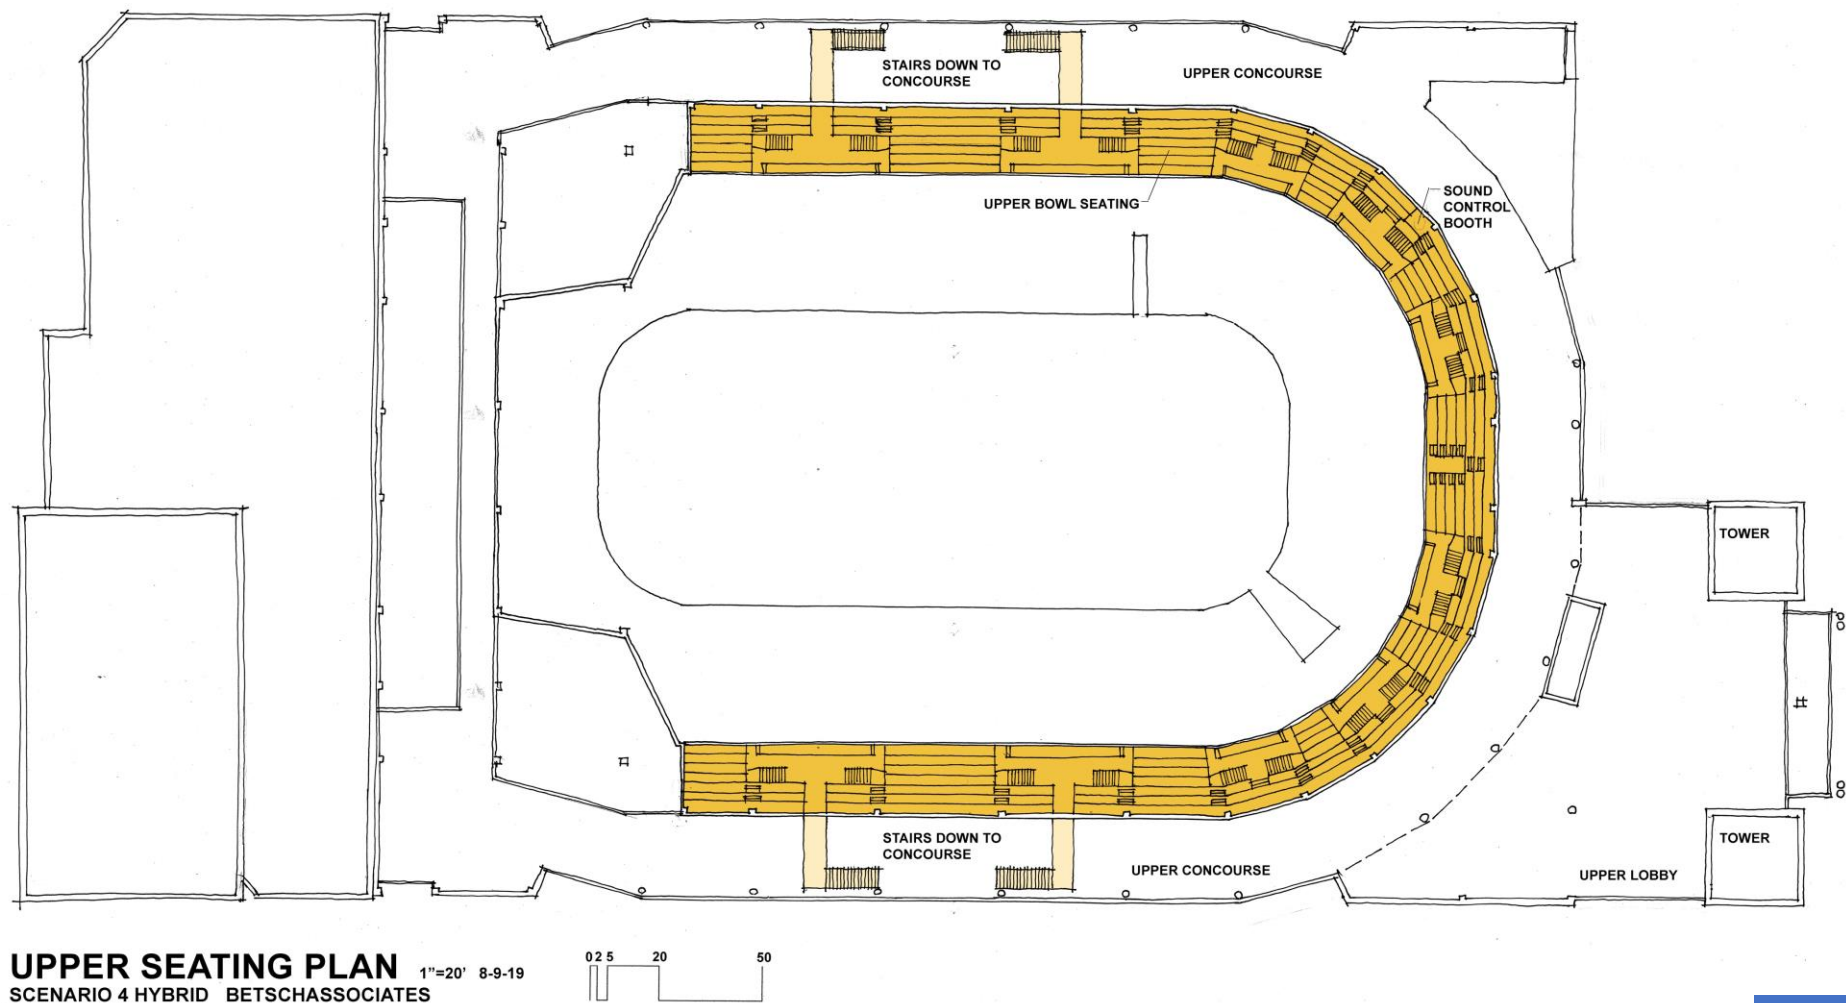 STAIRS DOWN TO
CONCOURSE
UPPER CONCOURSE
UPPER BOWL SEATING
SOUND
CONTROL
BOOTH
TOWER
STAIRS DOWN TO
CONCOURSE
UPPER CONCOURSE
TOWER
UPPER LOBBY
UPPER SEATING PLAN 1"=20' 8-9-19
SCENARIO 4 HYBRID BETSCHASSOCIATES
0 2 5 20 50